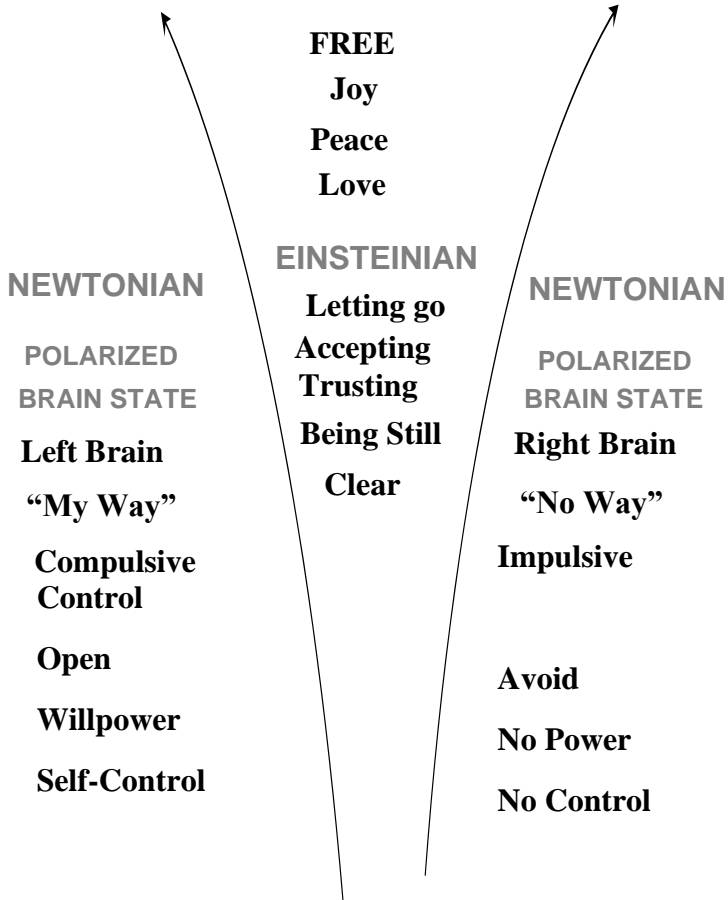 FREE
Joy
Peace
Love
EINSTEINIAN
Letting go
Accepting
Trusting
Being Still
Clear
NEWTONIAN
POLARIZED
BRAIN STATE
Left Brain
“My Way”
Compulsive
Control
Open
Willpower
Self-Control
NEWTONIAN
POLARIZED
BRAIN STATE
Right Brain
“No Way”
Impulsive
Avoid
No Power
No Control